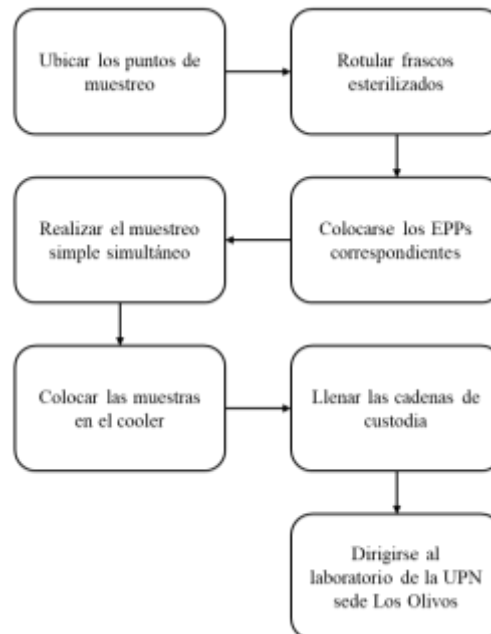 Ubicar los puntos de
muestreo
Rotular frascos
esterilizados
Colocarse los EPPs
correspondientes
Realizar el muestreo
simple simultáneo
Colocar las muestras
en el cooler
Llenar las cadenas de
custodia
Dirigirse al
laboratorio de la UPN
sede Los Olivos